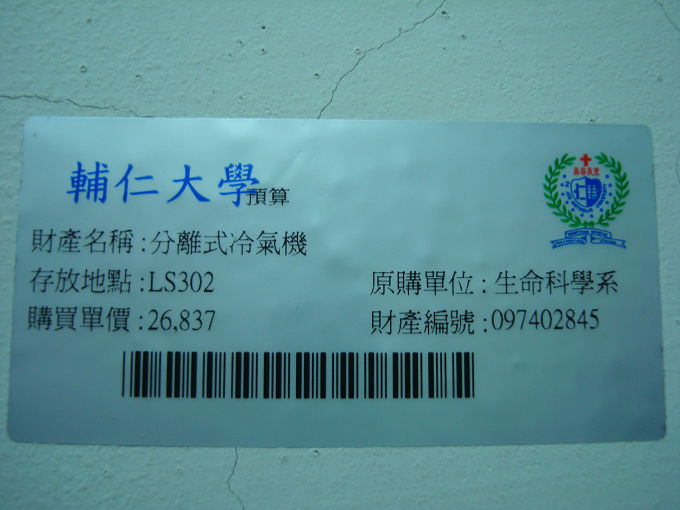 輔仁大學預算
財產名稱:分離式冷氣機
存放地點:LS302
原購單位:生命科學系
購買單價:26,837
財產編號:097402845